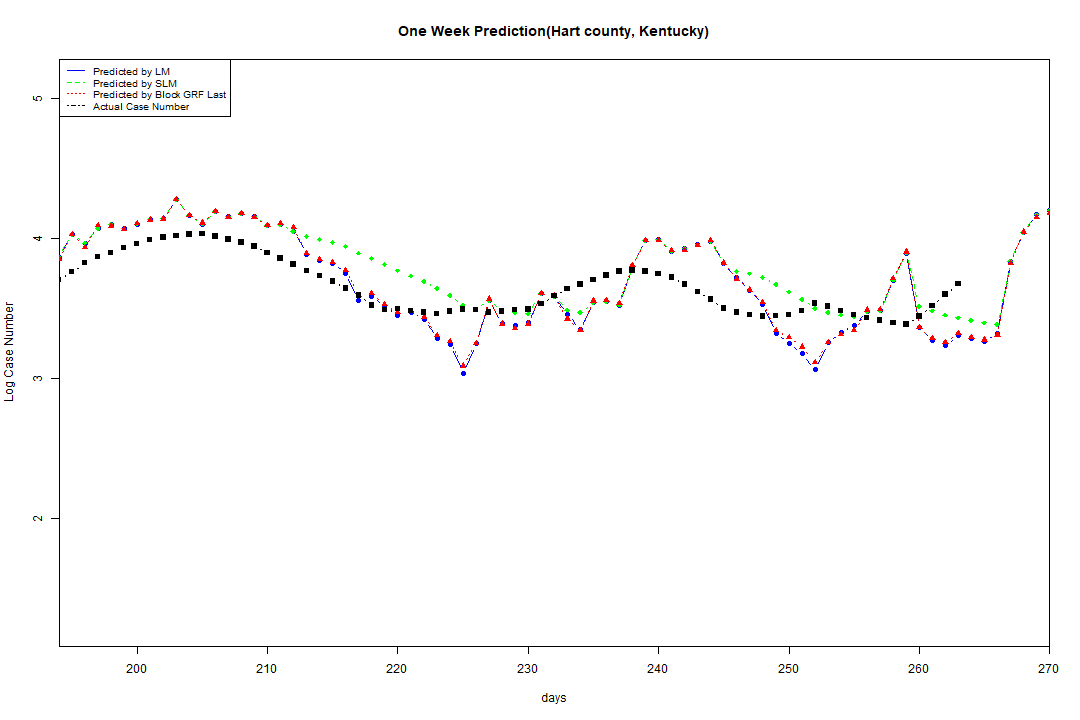 One Week Prediction(Hart county, Kentucky)
Predicted by LM
Predicted by SLM
Predicted by Block GRF Last
Actual Case Number
5
4
3
2
Log Case Number
200 210 220 230 240 250 260 270
days